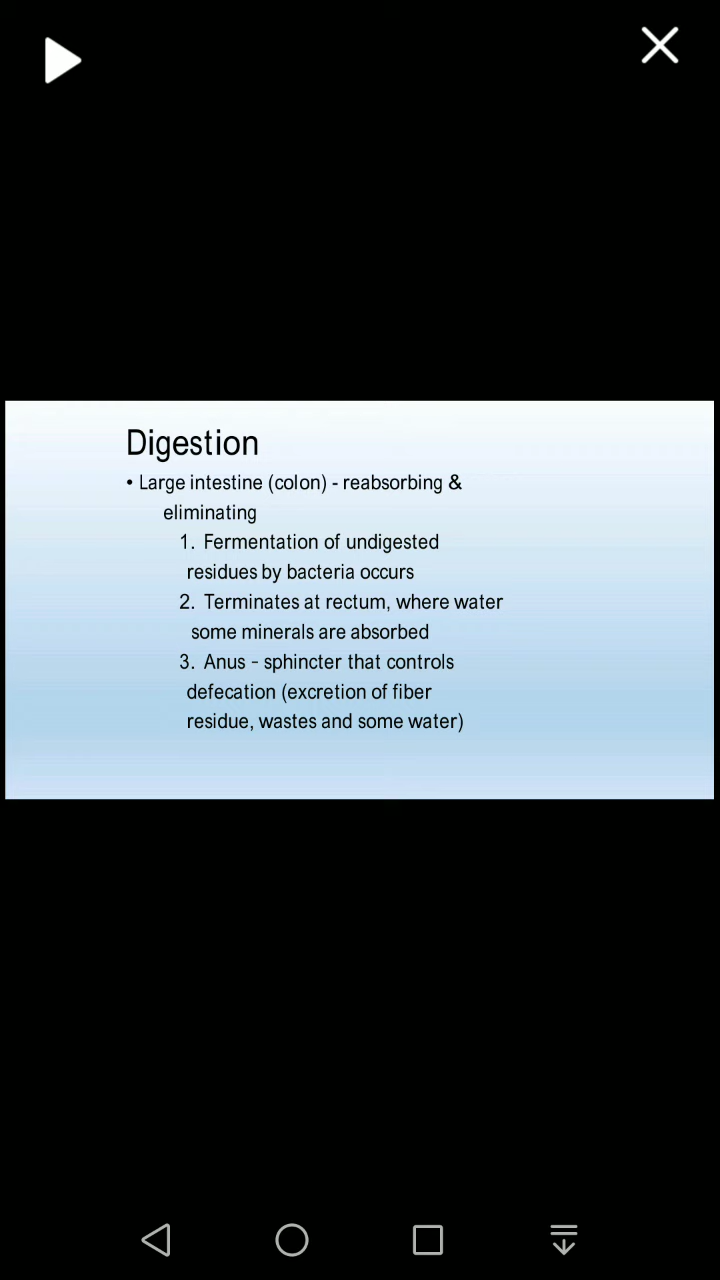 Digestion
• Large intestine (colon) - reabsorbing &
eliminating
1. Fermentation of undigested
residues by bacteria occurs
2. Terminates at rectum, where water
some minerals are absorbed
3. Anus - sphincter that controls
defecation (excretion of fiber
residue, wastes and some water)